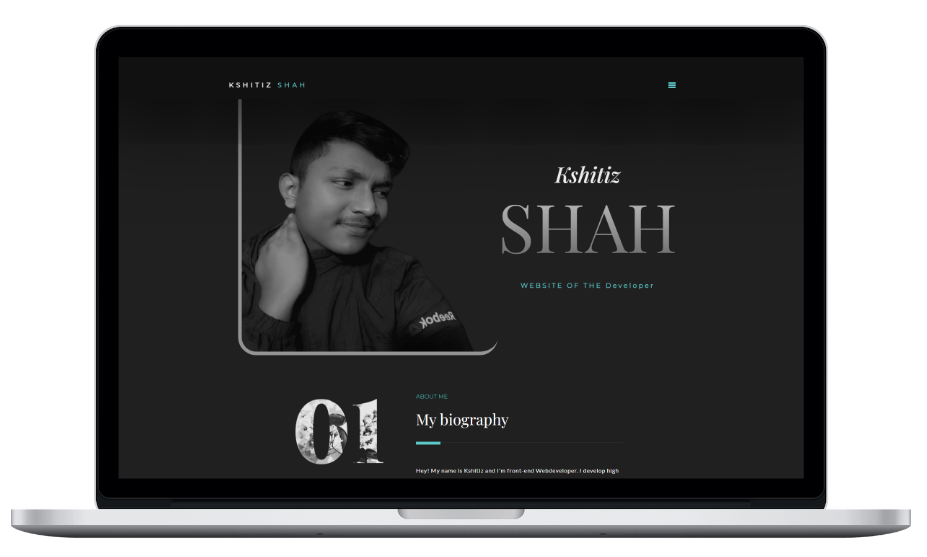 KSHITIZ SHAH
Kshitiz
SHAH
WEBSITE OF THE Developer
Reebok
01
ABOUT ME
My biography
Hey! My name is Kshitiz and I'm front-end Webdeveloper. I develop high